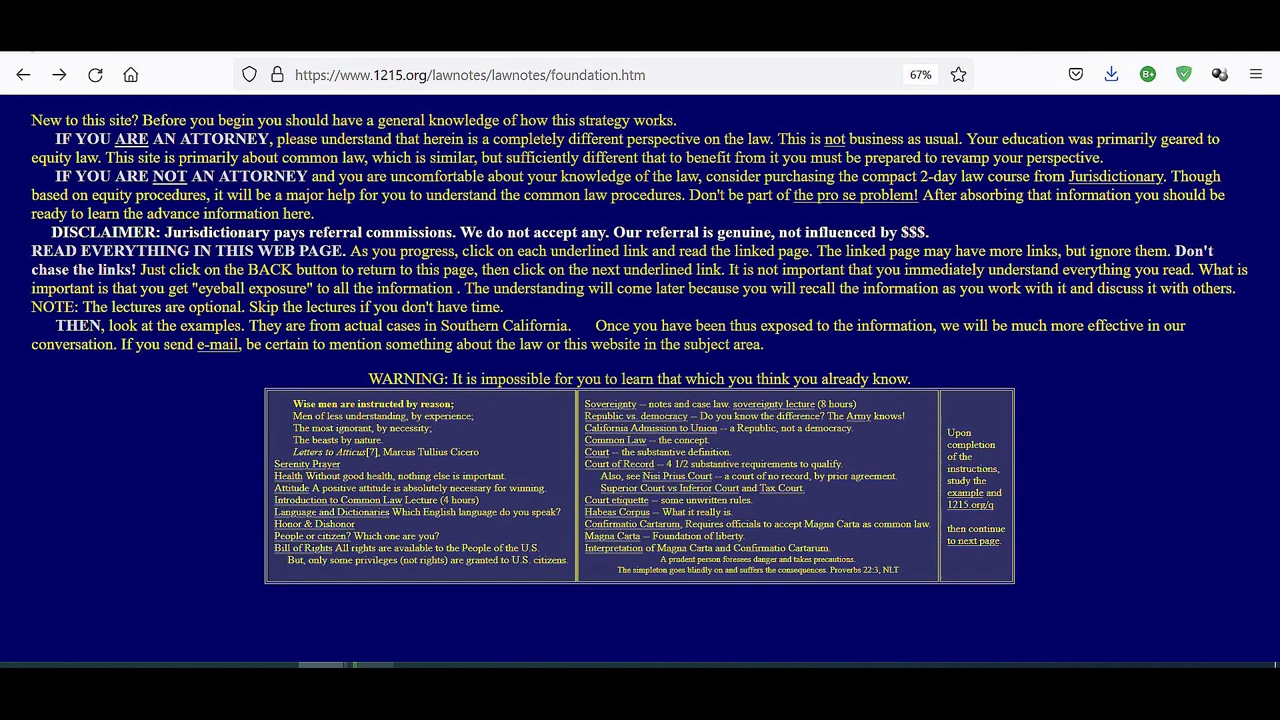 https://www.1215.org/lawnotes/lawnotes/foundation.htm
67%
New to this site? Before you begin you should have a general knowledge of how this strategy works.
IF YOU ARE AN ATTORNEY, please understand that herein is a completely different perspective on the law. This is not business as usual. Your education was primarily geared to
equity law. This site is primarily about common law, which is similar, but sufficiently different that to benefit from it you must be prepared to revamp your perspective.
IF YOU ARE NOT AN ATTORNEY and you are uncomfortable about your knowledge of the law, consider purchasing the compact 2-day law course from Jurisdictionary. Though
based on equity procedures, it will be a major help for you to understand the common law procedures. Don't be part of the pro se problem! After absorbing that information you should be
ready to learn the advance information here.
DISCLAIMER: Jurisdictionary pays referral commissions. We do not accept any. Our referral is genuine, not influenced by $$$.
READ EVERYTHING IN THIS WEB PAGE. As you progress, click on each underlined link and read the linked page. The linked page may have more links, but ignore them. Don't
chase the links! Just click on the BACK button to return to this page, then click on the next underlined link. It is not important that you immediately understand everything you read. What is
important is that you get "eyeball exposure" to all the information . The understanding will come later because you will recall the information as you work with it and discuss it with others.
NOTE: The lectures are optional. Skip the lectures if you don't have time.
THEN, look at the examples. They are from actual cases in Southern California. Once you have been thus exposed to the information, we will be much more effective in our
conversation. If you send e-mail, be certain to mention something about the law or this website in the subject area.
WARNING: It is impossible for you to learn that which you think you already know.
Wise men are instructed by reason;
Men of less understanding, by experience;
The most ignorant, by necessity;
The beasts by nature.
Letters to Atticus[?], Marcus Tullius Cicero
Serenity Prayer
Health Without good health, nothing else is important.
Attitude A positive attitude is absolutely necessary for winning.
Introduction to Common Law Lecture (4 hours)
Language and Dictionaries Which English language do you speak?
Honor & Dishonor
People or citizen? Which one are you?
Bill of Rights All rights are available to the People of the U.S.
But, only some privileges (not rights) are granted to U.S. citizens.
Sovereignty -- notes and case law, sovereignty lecture (8 hours)
Republic vs. democracy -- Do you know the difference? The Army knows!
California Admission to Union -- a Republic, not a democracy.
Common Law -- the concept.
Court -- the substantive definition.
Court of Record -- 4 1/2 substantive requirements to qualify.
Also, see Nisi Prius Court -- a court of no record, by prior agreement.
Superior Court vs Inferior Court and Tax Court.
Court etiquette -- some unwritten rules.
Habeas Corpus -- What it really is.
Confirmatio Cartarum, Requires officials to accept Magna Carta as common law.
Magna Carta -- Foundation of liberty.
Interpretation of Magna Carta and Confirmatio Cartarum.
A prudent person foresees danger and takes precautions.
The simpleton goes blindly on and suffers the consequences. Proverbs 22:3, NLT
Upon
completion
of the
instructions,
study the
example and
1215.org/q
then continue
to next page.